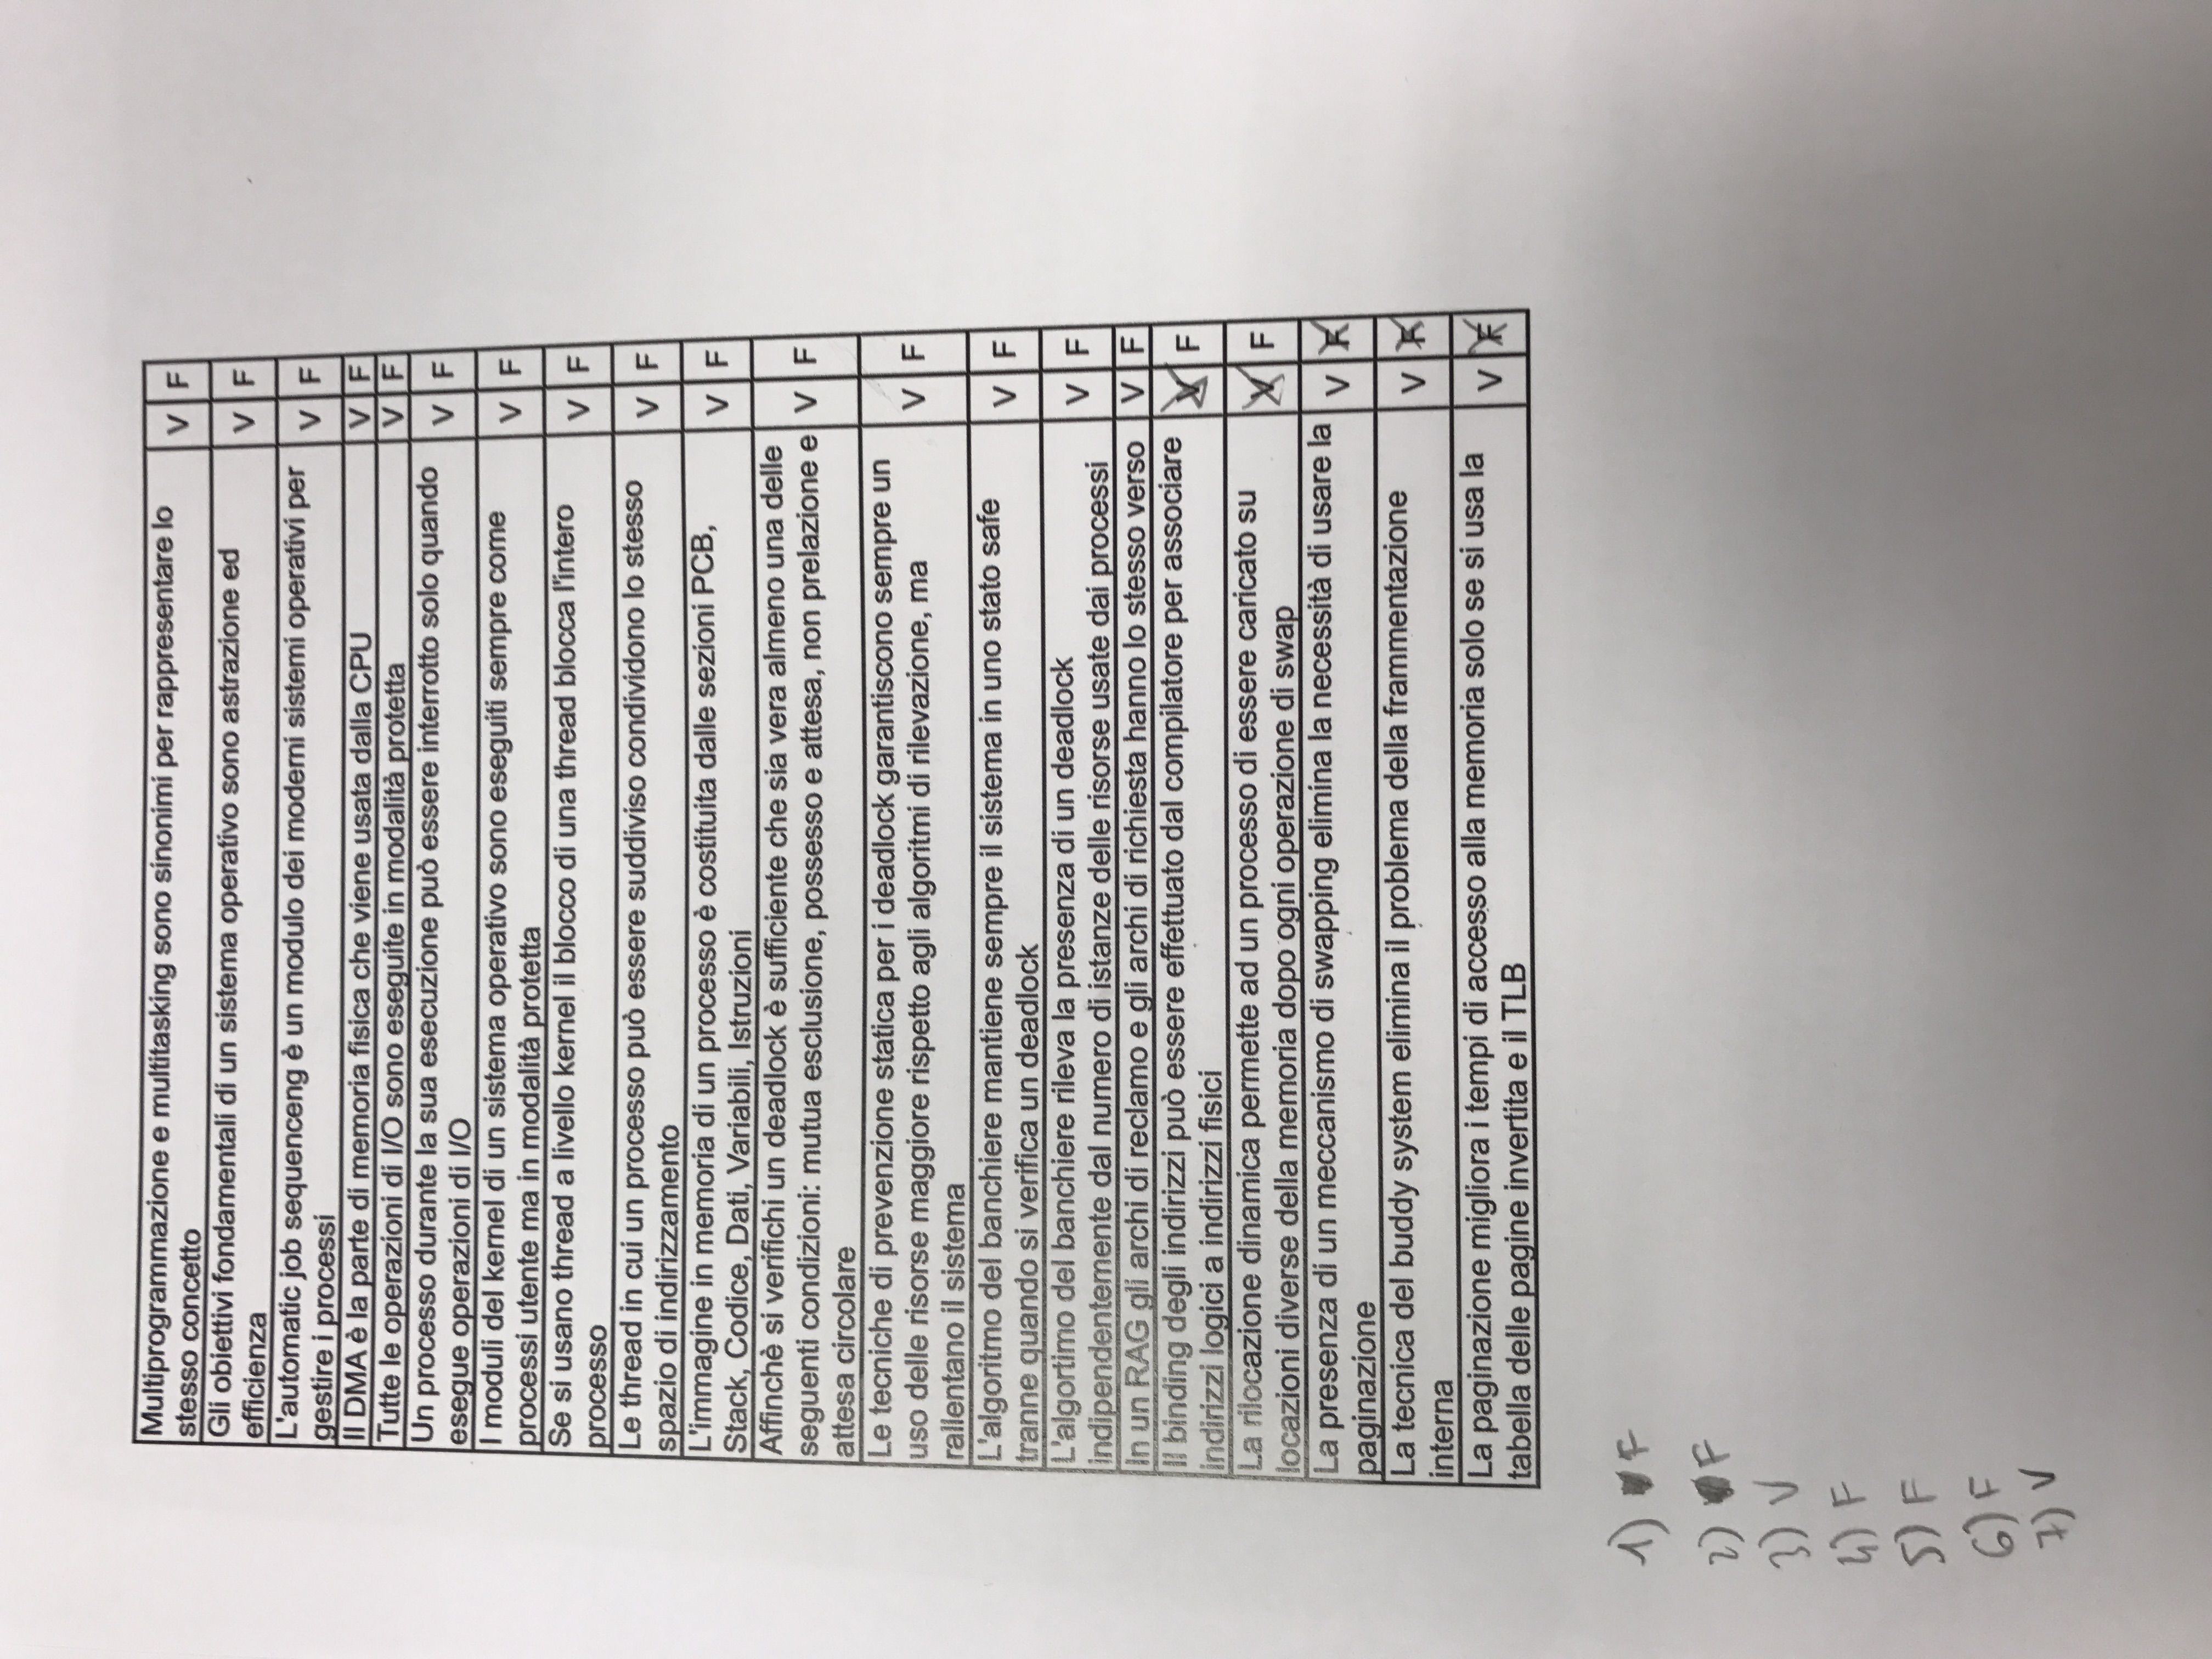 Multiprogrammazione e multitasking sono sinonimi per rappresentare lo
stesso concetto
V F
Gli obiettivi fondamentali di un sistema operativo sono astrazione ed
efficienza
V F
L'automatic job sequenceng è un modulo dei moderni sistemi operativi per
gestire i processi
V F
Il DMA è la parte di memoria fisica che viene usata dalla CPU V F
Tutte le operazioni di I/O sono eseguite in modalità protetta V F
Un processo durante la sua esecuzione può essere interrotto solo quando
esegue operazioni di I/O
V F
I moduli del kernel di un sistema operativo sono eseguiti sempre come
processi utente ma in modalità protetta
V F
Se si usano thread a livello kernel il blocco di una thread blocca l'intero
processo
V F
Le thread in cui un processo può essere suddiviso condividono lo stesso
spazio di indirizzamento
V F
L'immagine in memoria di un processo è costituita dalle sezioni PCB,
Stack, Codice, Dati, Variabili, Istruzioni
V F
Affinchè si verifichi un deadlock è sufficiente che sia vera almeno una delle
seguenti condizioni: mutua esclusione, possesso e attesa, non prelazione e
attesa circolare
V F
Le tecniche di prevenzione statica per i deadlock garantiscono sempre un
uso delle risorse maggiore rispetto agli algoritmi di rilevazione, ma
rallentano il sistema
V F
L'algoritmo del banchiere mantiene sempre il sistema in uno stato safe
tranne quando si verifica un deadlock
V F
L'algortimo del banchiere rileva la presenza di un deadlock
indipendentemente dal numero di istanze delle risorse usate dai processi
V F
In un RAG gli archi di reclamo e gli archi di richiesta hanno lo stesso verso V F
Il binding degli indirizzi può essere effettuato dal compilatore per associare
indirizzi logici a indirizzi fisici
V F
La rilocazione dinamica permette ad un processo di essere caricato su
locazioni diverse della memoria dopo ogni operazione di swap
V F
La presenza di un meccanismo di swapping elimina la necessità di usare la
paginazione
V F
La tecnica del buddy system elimina il problema della frammentazione
interna
V F
La paginazione migliora i tempi di accesso alla memoria solo se si usa la
tabella delle pagine invertita e il TLB
V F
1) F
2) F
3) V
4) F
5) F
6) F
7) V